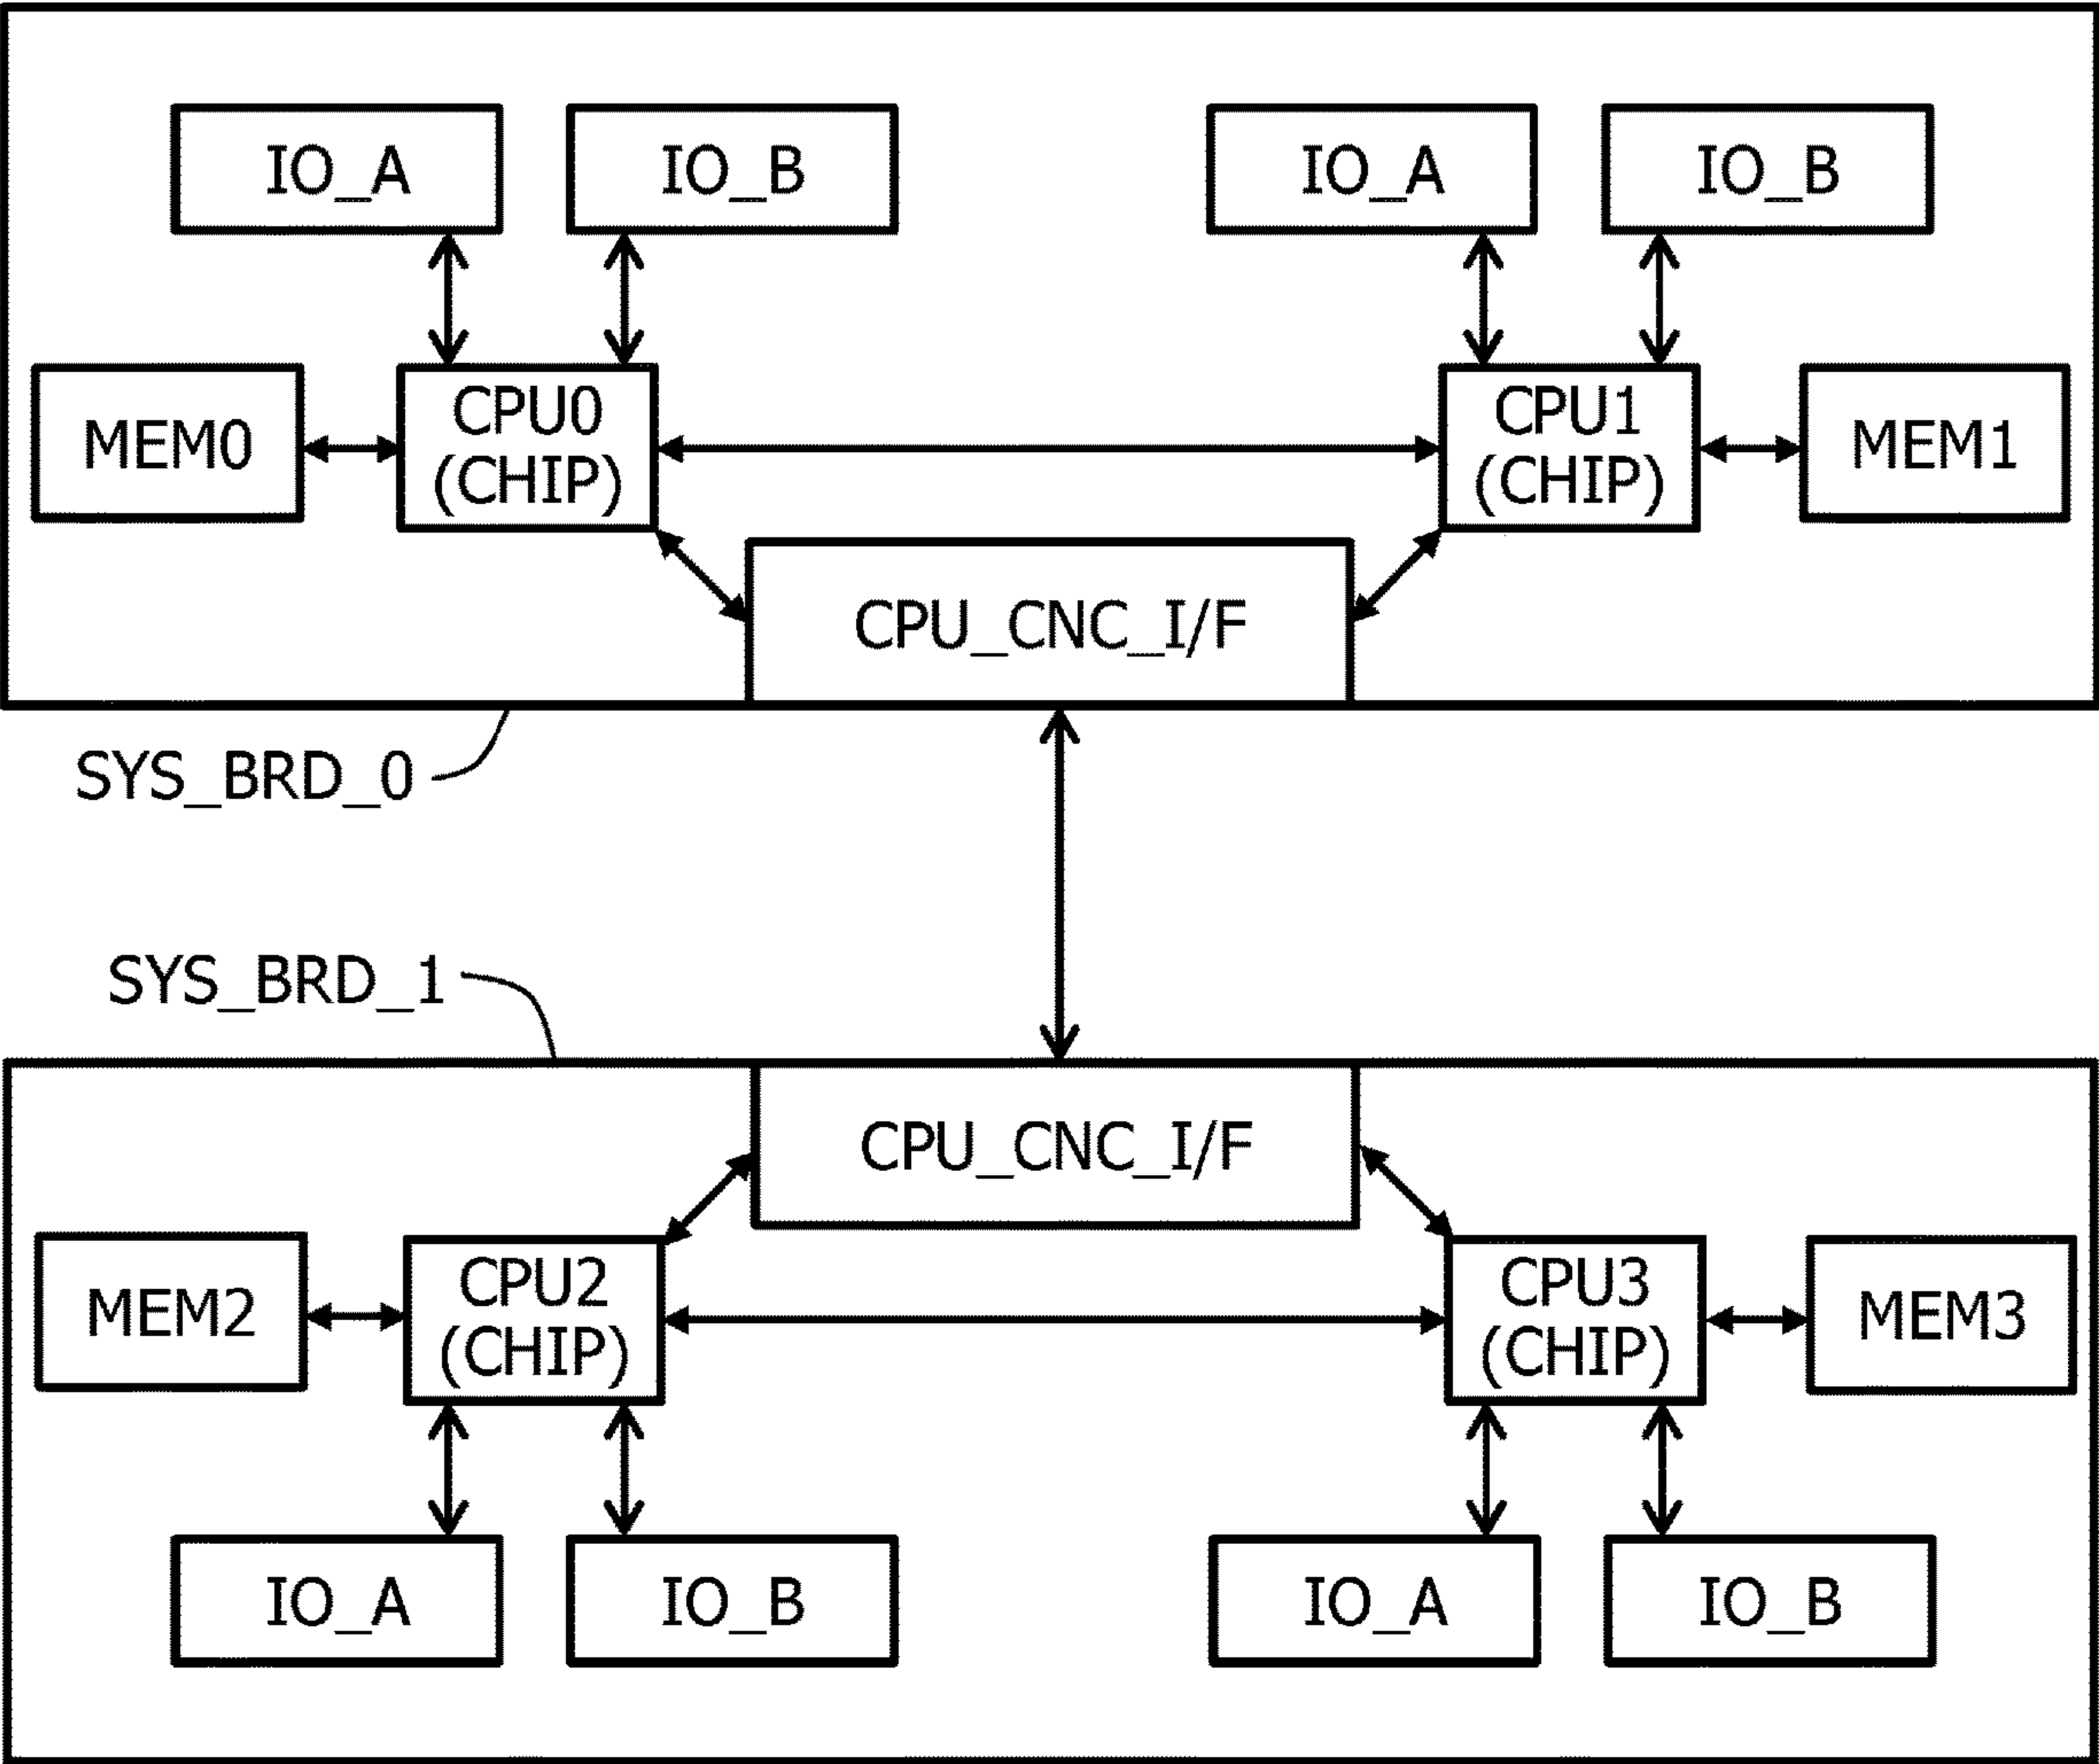 IO_A
IO_B
IO_A
IO_B
MEM0
CPU0
(CHIP)
CPU1
(CHIP)
MEM1
CPU_CNC_I/F
SYS_BRD_0
SYS_BRD_1
CPU_CNC_I/F
MEM2
CPU2
(CHIP)
CPU3
(CHIP)
MEM3
IO_A
IO_B
IO_A
IO_B